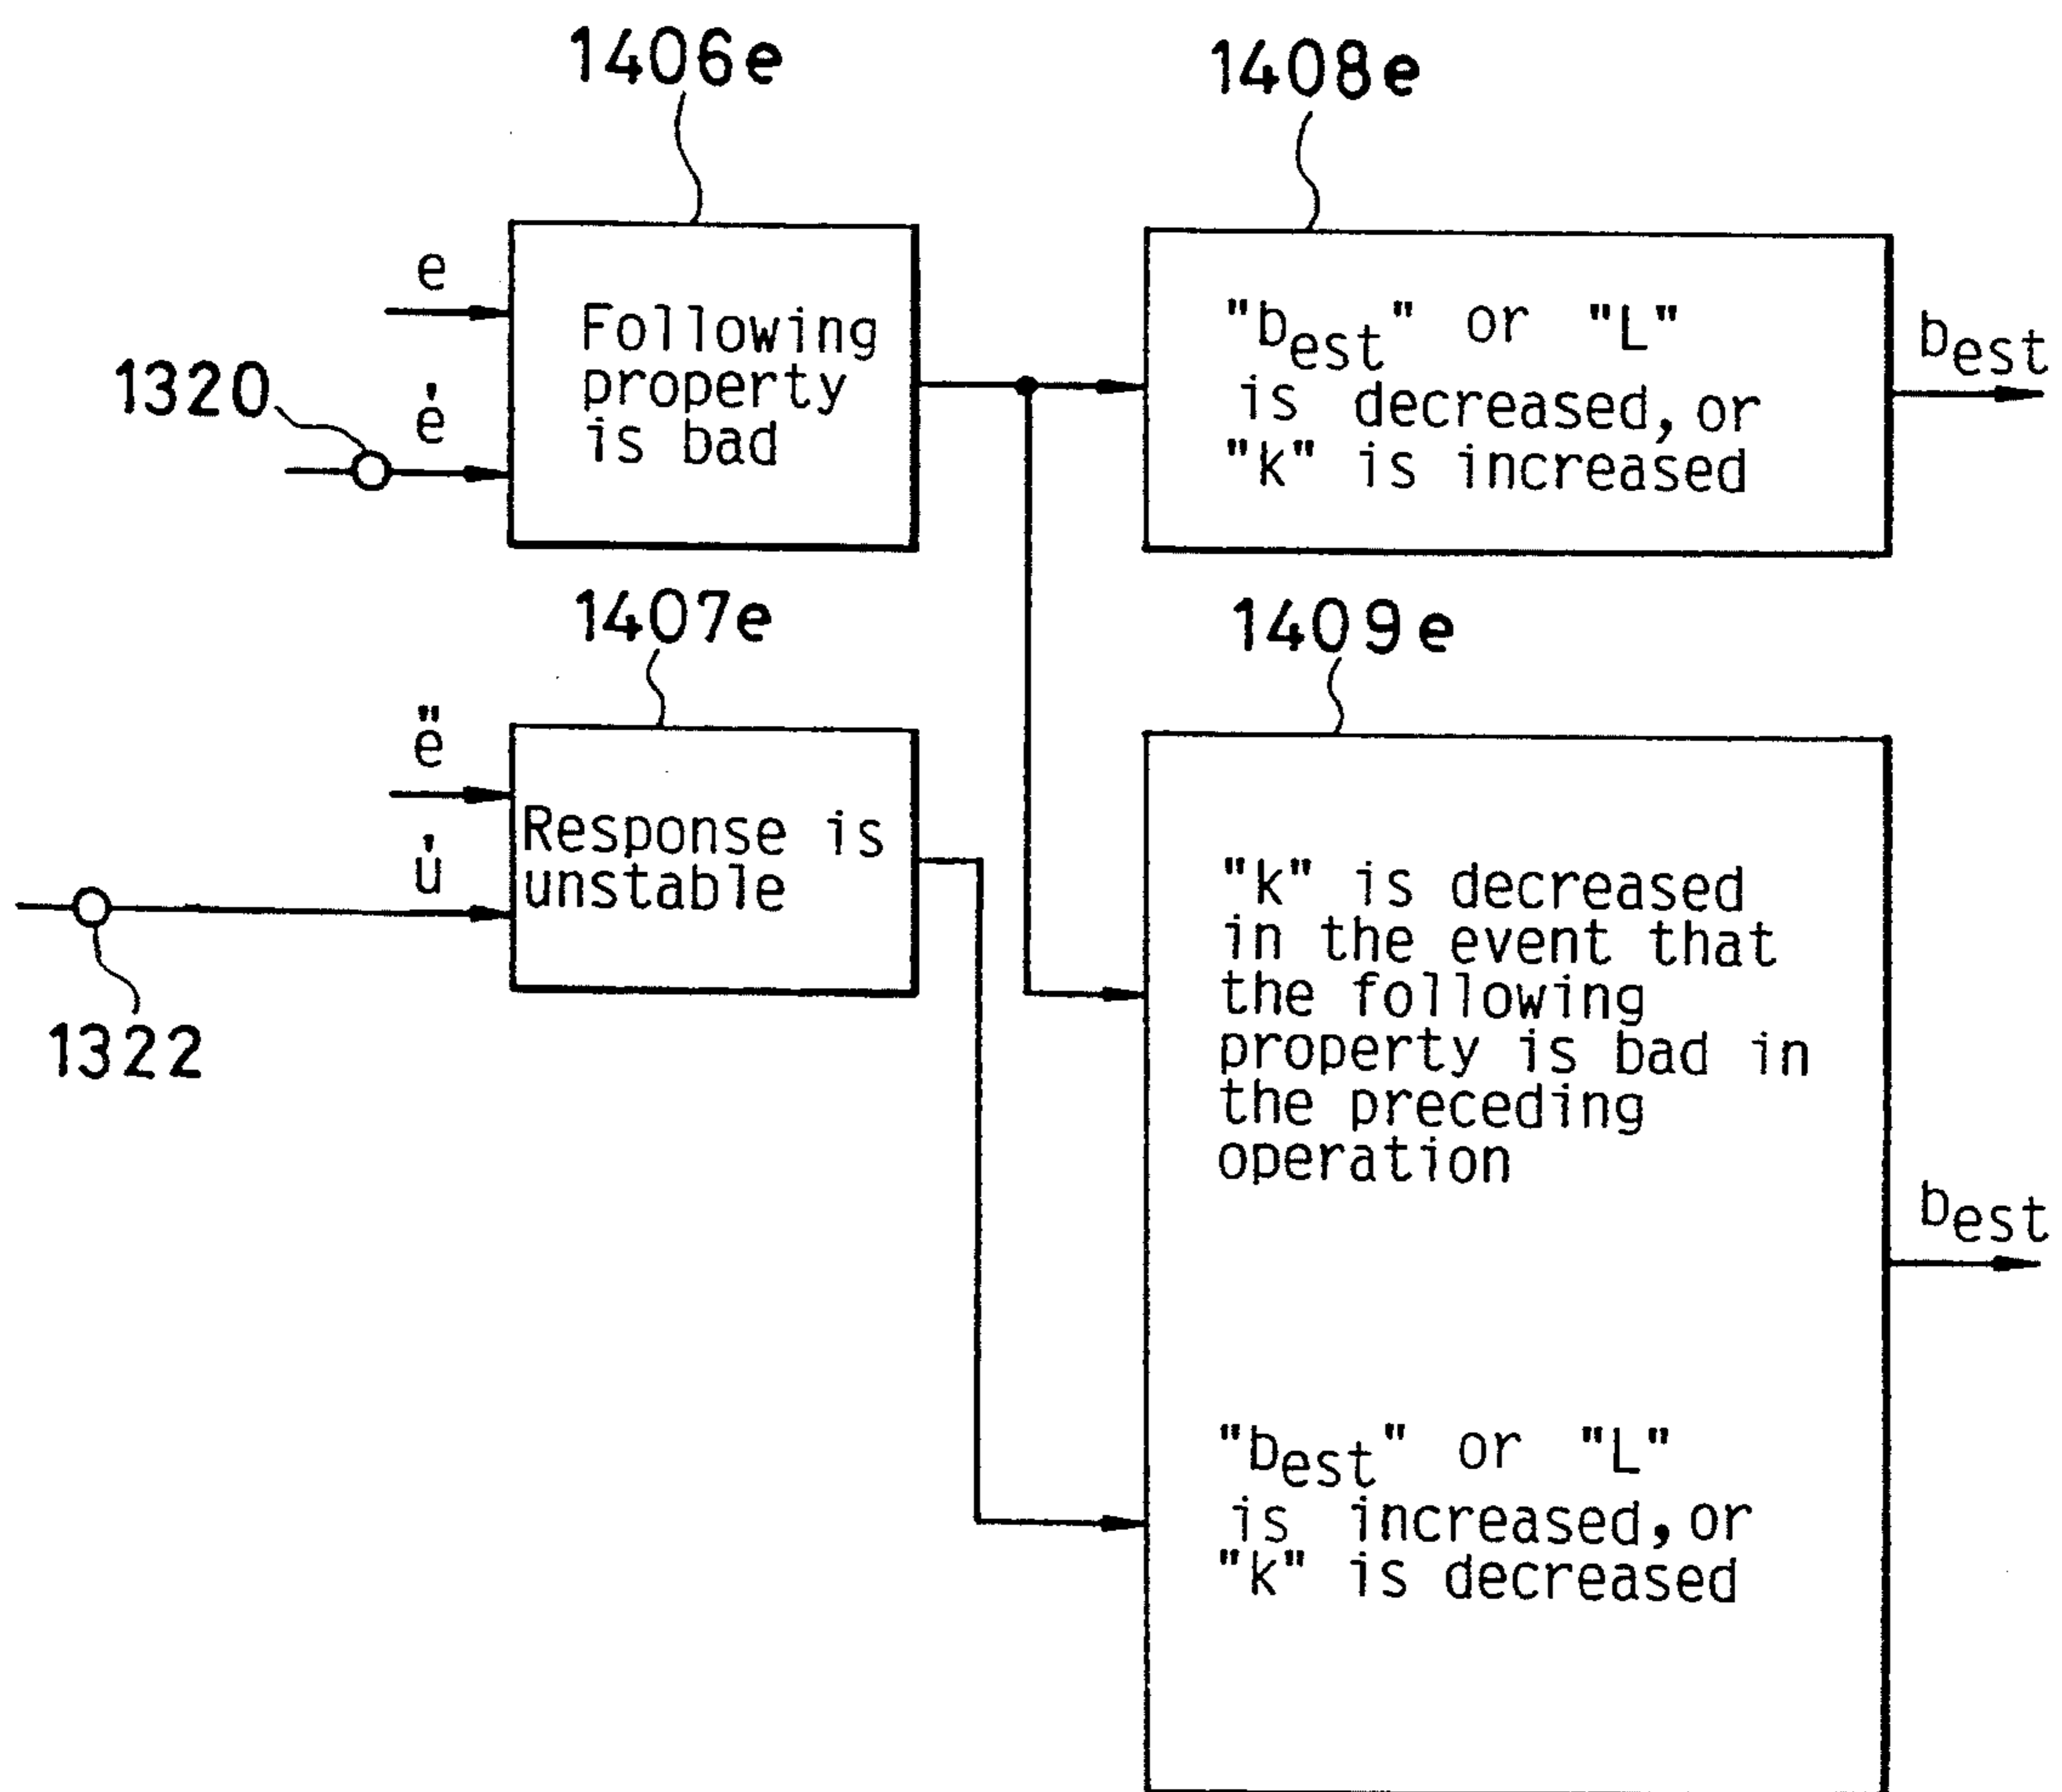 1406e
1408e
e
Following
property
is bad
"best" or "L"
is decreased, or
"k" is increased
best
1320
ė
1407e
1409e
ë
Response is
unstable
u̇
1322
"k" is decreased
in the event that
the following
property is bad in
the preceding
operation
best
"best" or "L"
is increased, or
"k" is decreased